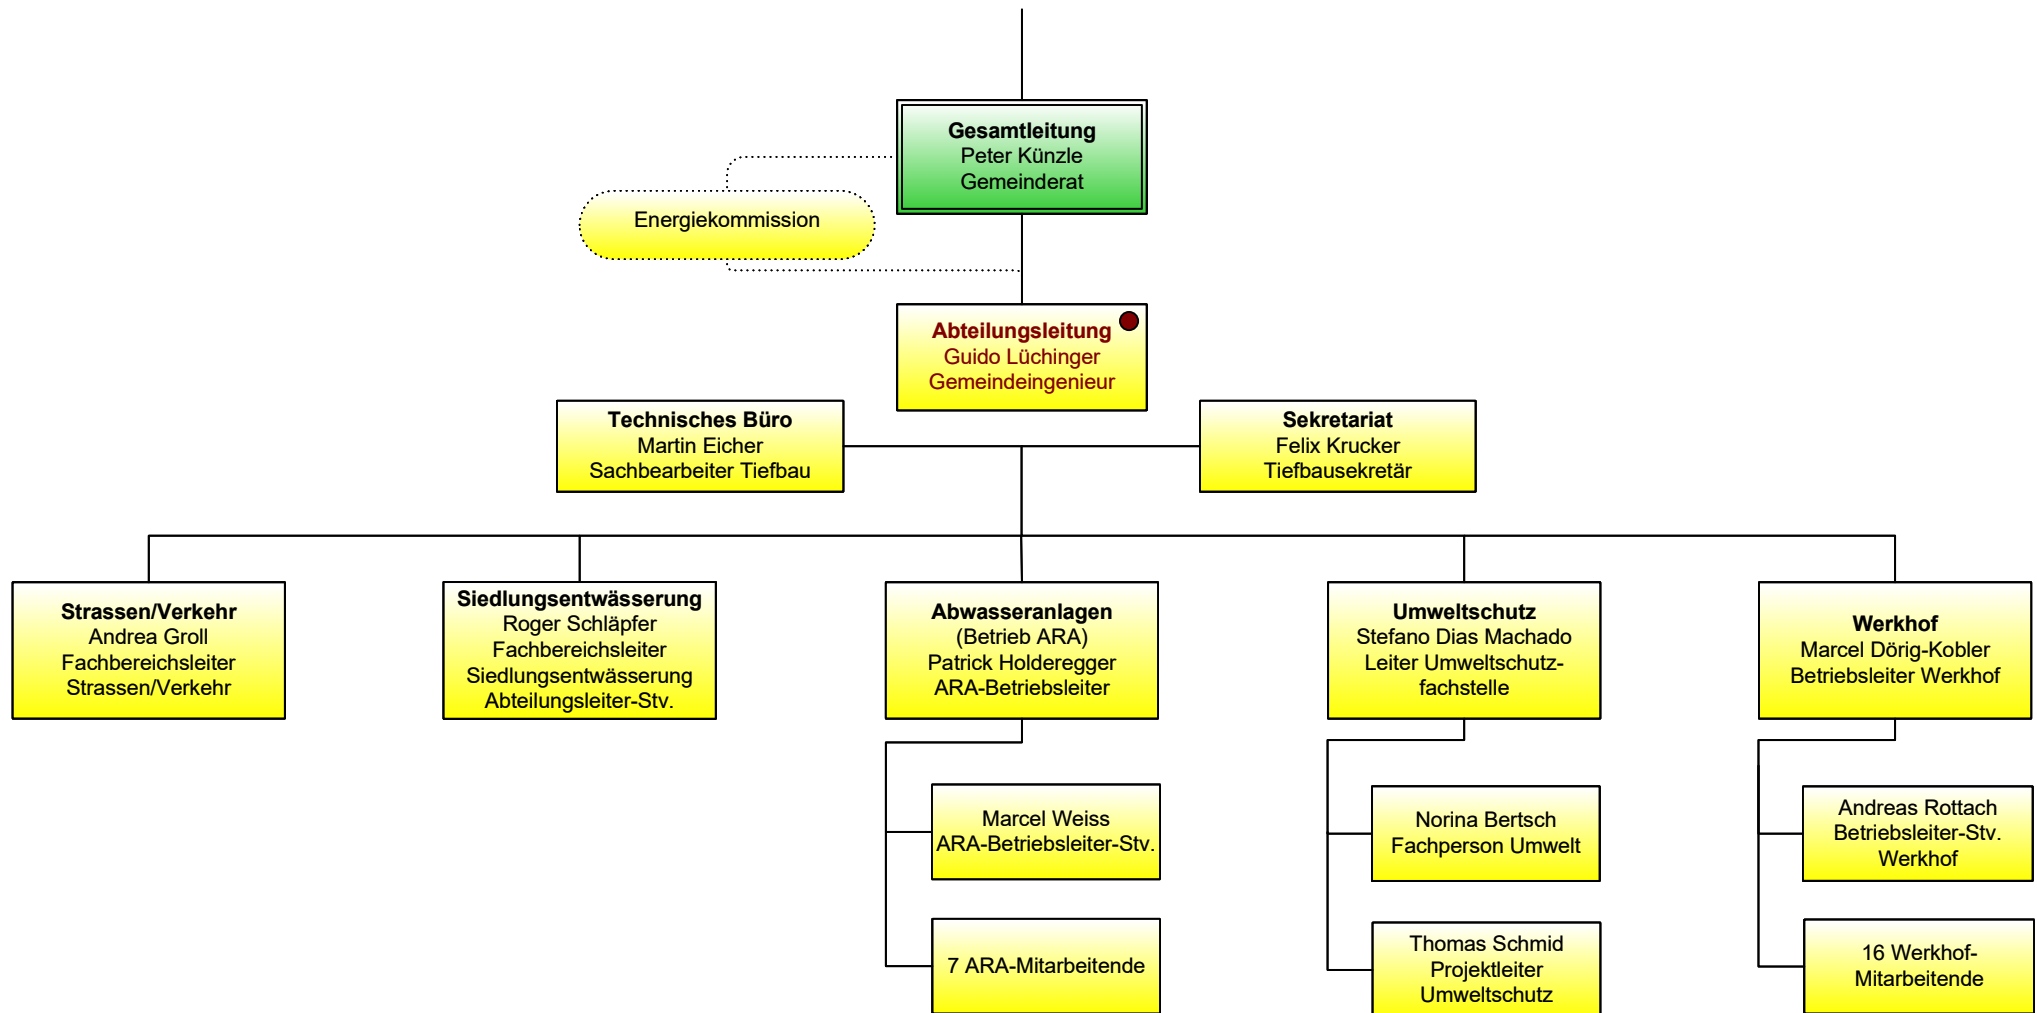 Gesamtleitung
Peter Künzle
Gemeinderat
Energiekommission
Abteilungsleitung
Guido Lüchinger
Gemeindeingenieur
Technisches Büro
Martin Eicher
Sachbearbeiter Tiefbau
Sekretariat
Felix Krucker
Tiefbausekretär
Strassen/Verkehr
Andrea Groll
Fachbereichsleiter
Strassen/Verkehr
Siedlungsentwässerung
Roger Schläpfer
Fachbereichsleiter
Siedlungsentwässerung
Abteilungsleiter-Stv.
Abwasseranlagen
(Betrieb ARA)
Patrick Holderegger
ARA-Betriebsleiter
Umweltschutz
Stefano Dias Machado
Leiter Umweltschutz-
fachstelle
Werkhof
Marcel Dörig-Kobler
Betriebsleiter Werkhof
Marcel Weiss
ARA-Betriebsleiter-Stv.
Norina Bertsch
Fachperson Umwelt
Andreas Rottach
Betriebsleiter-Stv.
Werkhof
7 ARA-Mitarbeitende
Thomas Schmid
Projektleiter
Umweltschutz
16 Werkhof-
Mitarbeitende